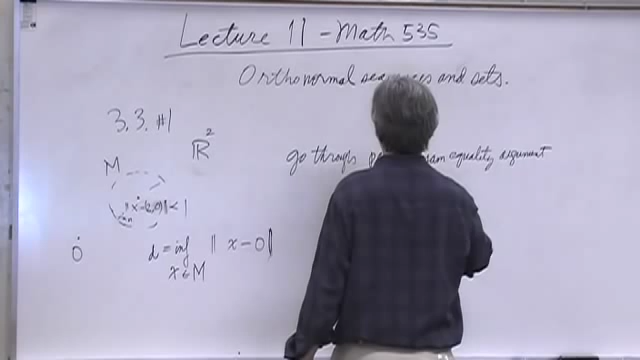 Lecture 11 - Math 535
Orthonormal sequences and sets.
3.3. #1
ℝ²
go through equality argument
M
‖x-(2,0)‖<1
0
d = inf ‖ x - 0‖
x∈M